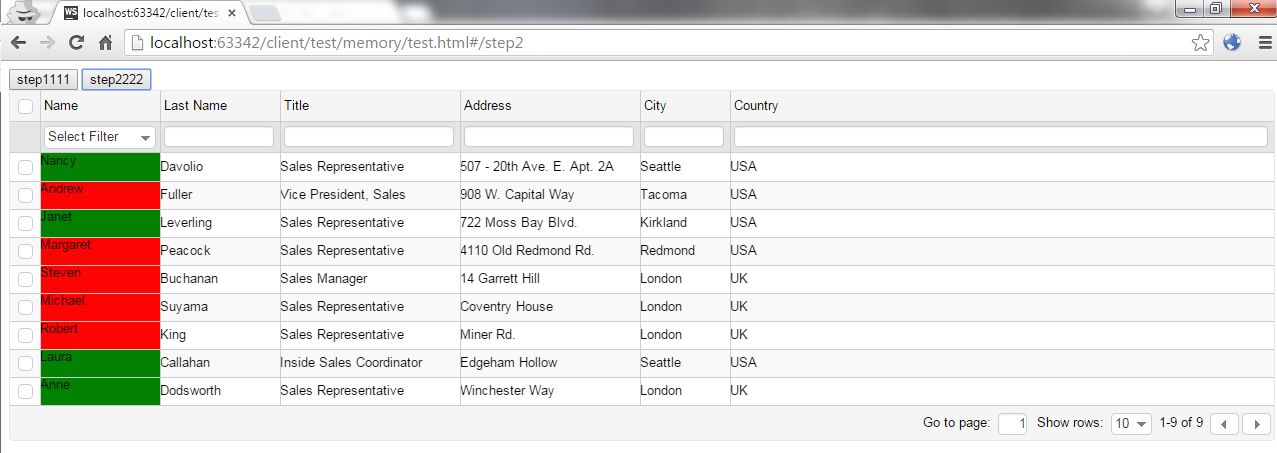 WS localhost:63342/client/tes
localhost:63342/client/test/memory/test.html#/step2
step1111 step2222
Name Last Name Title Address City Country
Select Filter
Nancy Davolio Sales Representative 507 - 20th Ave. E. Apt. 2A Seattle USA
Andrew Fuller Vice President, Sales 908 W. Capital Way Tacoma USA
Janet Leverling Sales Representative 722 Moss Bay Blvd. Kirkland USA
Margaret Peacock Sales Representative 4110 Old Redmond Rd. Redmond USA
Steven Buchanan Sales Manager 14 Garrett Hill London UK
Michael Suyama Sales Representative Coventry House London UK
Robert King Sales Representative Miner Rd. London UK
Laura Callahan Inside Sales Coordinator Edgeham Hollow Seattle USA
Anne Dodsworth Sales Representative Winchester Way London UK
Go to page: 1 Show rows: 10 1-9 of 9